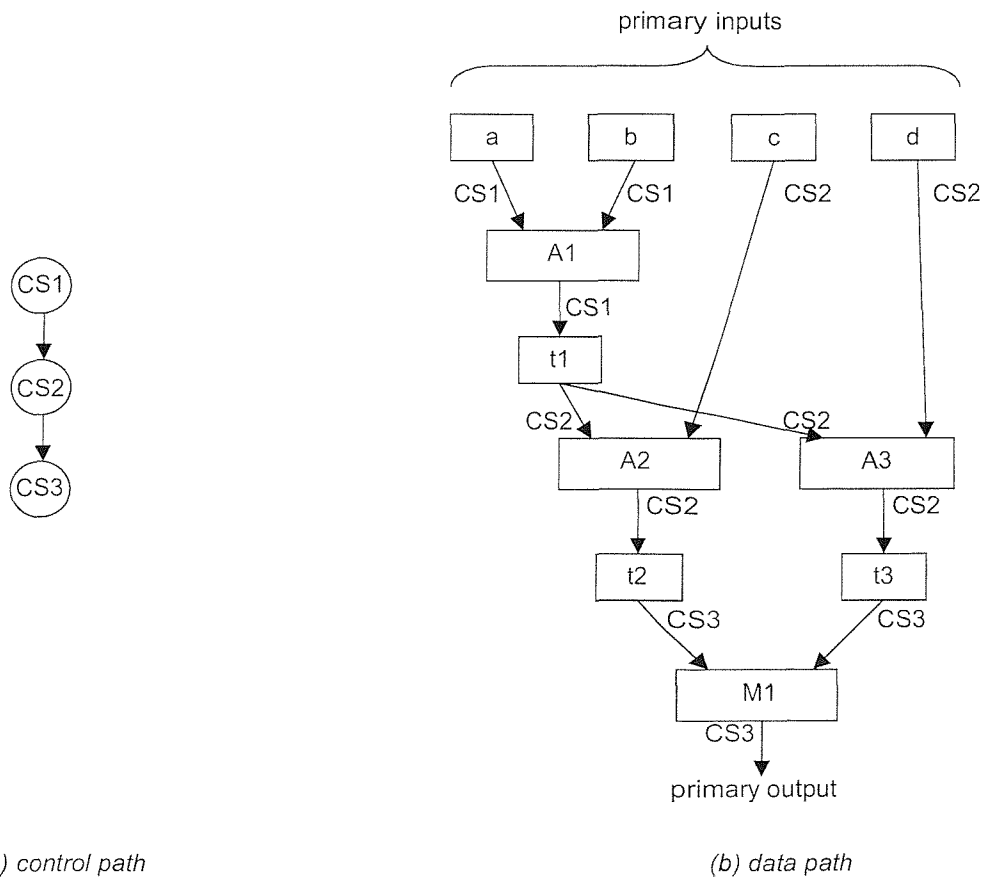 primary inputs
a
b
c
d
CS1
CS1
CS2
CS2
A1
CS1
CS1
t1
CS2
CS2
CS2
A2
A3
CS3
CS2
CS2
t2
t3
CS3
CS3
M1
CS3
primary output
) control path
(b) data path